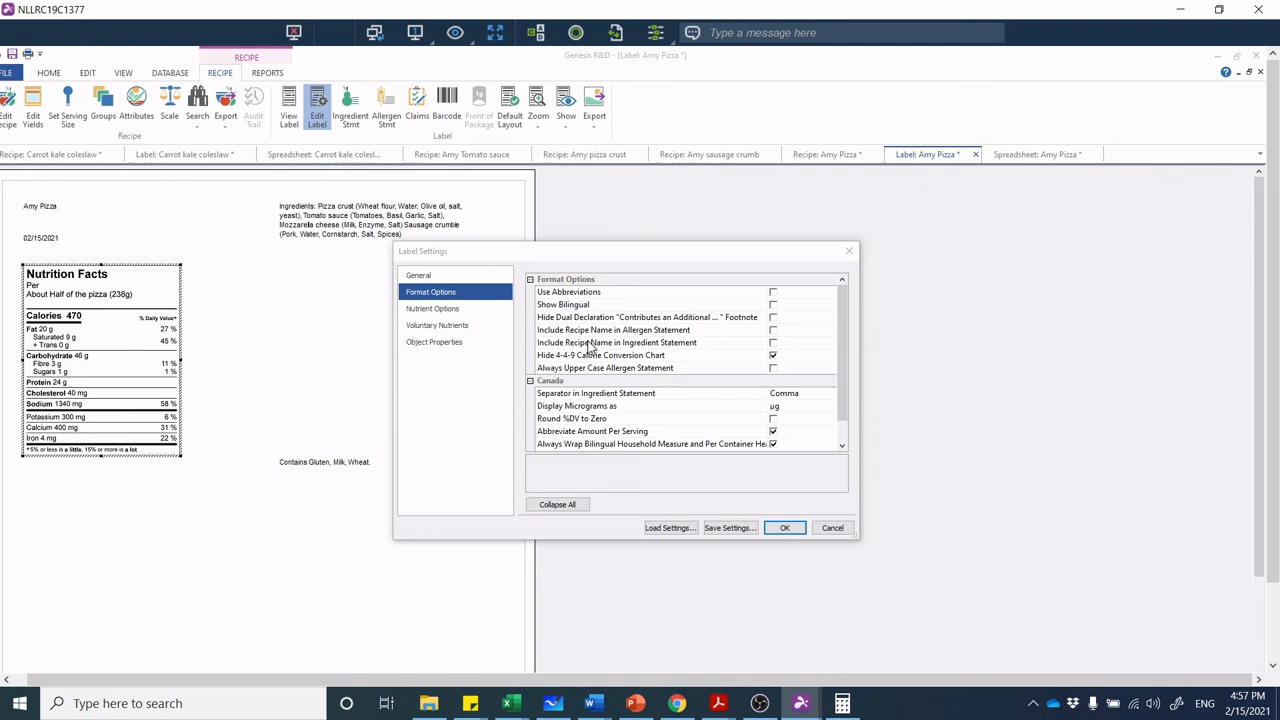 NLLRC19C1377
Type a message here
RECIPE
Genesis R&D - [Label: Amy Pizza *]
FILE HOME EDIT VIEW DATABASE RECIPE REPORTS
Edit Recipe
Edit Yields
Set Serving Size
Groups
Attributes
Scale
Search
Export
Audit Trail
View Label
Edit Label
Ingredient Stmt
Allergen Stmt
Claims
Barcode
Front of Package
Default Layout
Zoom
Show
Export
Recipe
Label
Recipe: Carrot kale coleslaw *
Label: Carrot kale coleslaw *
Spreadsheet: Carrot kale coleslaw...
Recipe: Amy Tomato sauce
Recipe: Amy pizza crust
Recipe: Amy sausage crumb
Recipe: Amy Pizza *
Label: Amy Pizza *
Spreadsheet: Amy Pizza *
Amy Pizza
02/15/2021
Ingredients: Pizza crust (Wheat flour, Water, Olive oil, salt,
yeast), Tomato sauce (Tomatoes, Basil, Garlic, Salt),
Mozzarella cheese (Milk, Enzyme, Salt) Sausage crumble
(Pork, Water, Cornstarch, Salt, Spices)
Nutrition Facts
Per
About Half of the pizza (238g)
Calories 470 % Daily Value*
Fat 20 g 27 %
Saturated 9 g 45 %
+ Trans 0 g
Carbohydrate 46 g
Fibre 3 g 11 %
Sugars 1 g 1 %
Protein 24 g
Cholesterol 40 mg
Sodium 1340 mg 58 %
Potassium 300 mg 6 %
Calcium 400 mg 31 %
Iron 4 mg 22 %
*5% or less is a little, 15% or more is a lot
Contains Gluten, Milk, Wheat.
Label Settings
General
Format Options
Nutrient Options
Voluntary Nutrients
Object Properties
Format Options
Use Abbreviations
Show Bilingual
Hide Dual Declaration "Contributes an Additional ... " Footnote
Include Recipe Name in Allergen Statement
Include Recipe Name in Ingredient Statement
Hide 4-4-9 Calorie Conversion Chart
Always Upper Case Allergen Statement
Canada
Separator in Ingredient Statement Comma
Display Micrograms as µg
Round %DV to Zero
Abbreviate Amount Per Serving
Always Wrap Bilingual Household Measure and Per Container He
Collapse All
Load Settings... Save Settings... OK Cancel
Type here to search
ENG
4:57 PM
2/15/2021